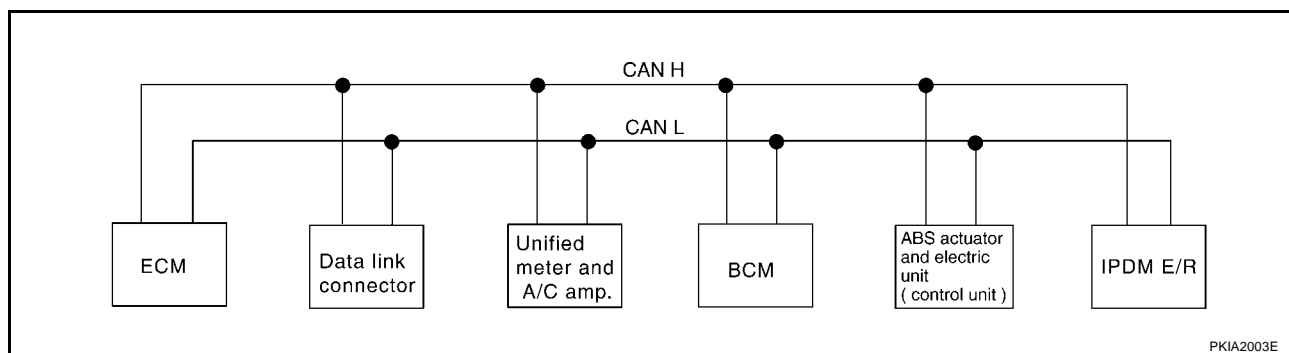 CAN H
CAN L
ECM
Data link
connector
Unified
meter and
A/C amp.
BCM
ABS actuator
and electric
unit
( control unit )
IPDM E/R
PKIA2003E